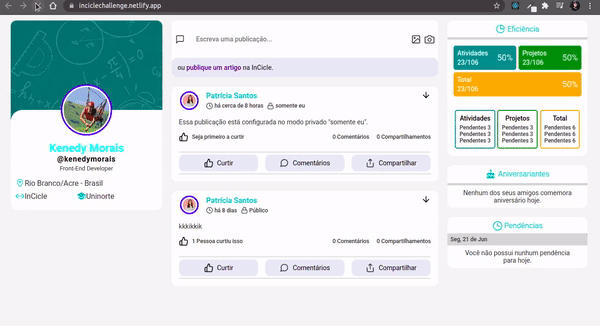 inciclechallenge.netlify.app
Kenedy Morais
@kenedymorais
Front-End Developer
Rio Branco/Acre - Brasil
InCicle
Uninorte
Escreva uma publicação...
ou publique um artigo na InCicle.
Patrícia Santos
há cerca de 8 horas
somente eu
Essa publicação está configurada no modo privado "somente eu".
Seja primeiro a curtir
0 Comentários
0 Compartilhamentos
Curtir
Comentários
Compartilhar
Patrícia Santos
há 8 dias
Público
kkkikkik
1 Pessoa curtiu isso
0 Comentários
0 Compartilhamentos
Curtir
Comentários
Compartilhar
Eficiência
Atividades
23/106
50%
Projetos
23/106
50%
Total
23/106
50%
Atividades
Pendentes 3
Pendentes 3
Pendentes 3
Projetos
Pendentes 3
Pendentes 3
Pendentes 3
Total
Pendentes 6
Pendentes 6
Pendentes 6
Aniversariantes
Nenhum dos seus amigos comemora
aniversário hoje.
Pendências
Seg, 21 de Jun
Você não possui nenhum pendência
para hoje.